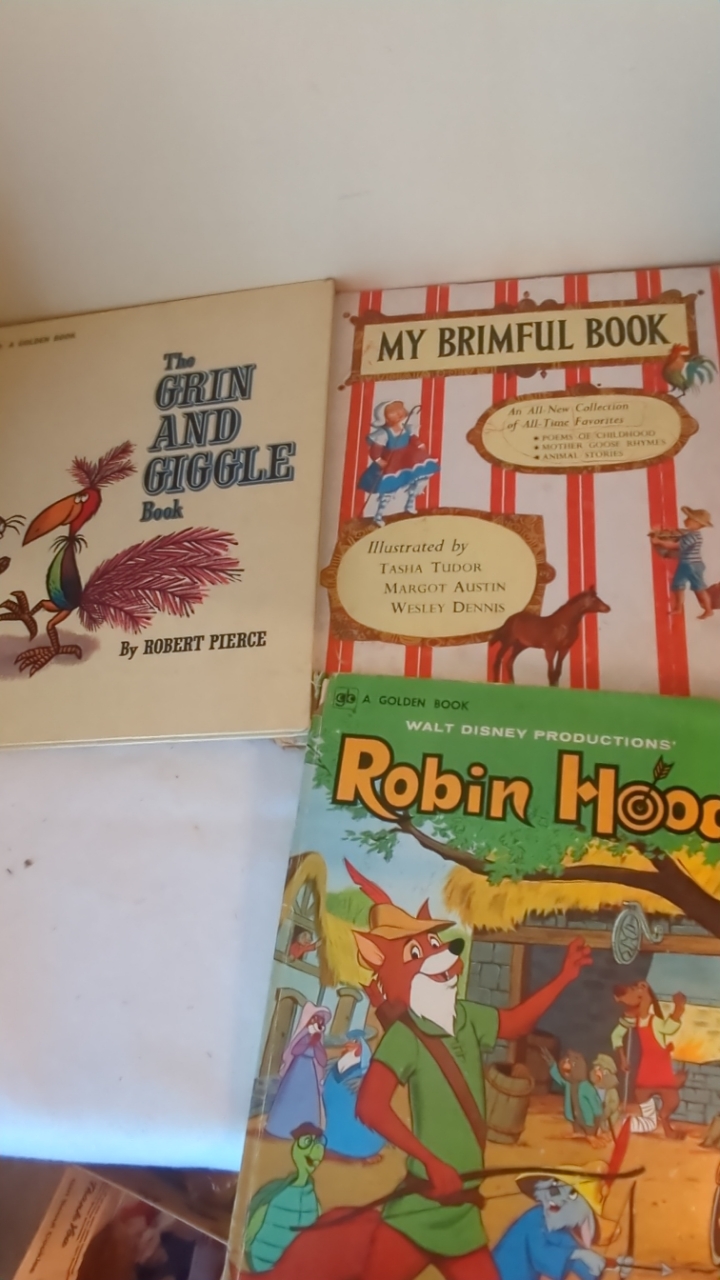 A GOLDEN BOOK
The
GRIN
AND
GIGGLE
Book
By ROBERT PIERCE
MY BRIMFUL BOOK
An All-New Collection
of All-Time Favorites
• POEMS OF CHILDHOOD
• MOTHER GOOSE RHYMES
• ANIMAL STORIES
Illustrated by
TASHA TUDOR
MARGOT AUSTIN
WESLEY DENNIS
gb A GOLDEN BOOK
WALT DISNEY PRODUCTIONS'
Robin Hood